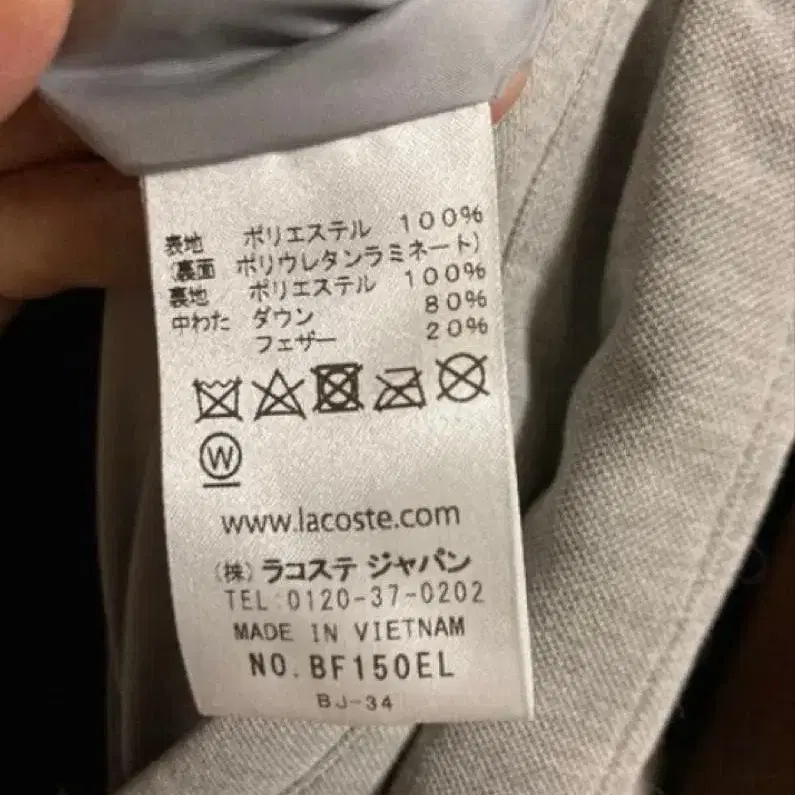 表地 ポリエステル 100%
(裏面 ポリウレタンラミネート)
裏地 ポリエステル 100%
中わた ダウン 80%
フェザー 20%
W
www.lacoste.com
(株) ラコステ ジャパン
TEL:0120-37-0202
MADE IN VIETNAM
NO. BF150EL
BJ-34